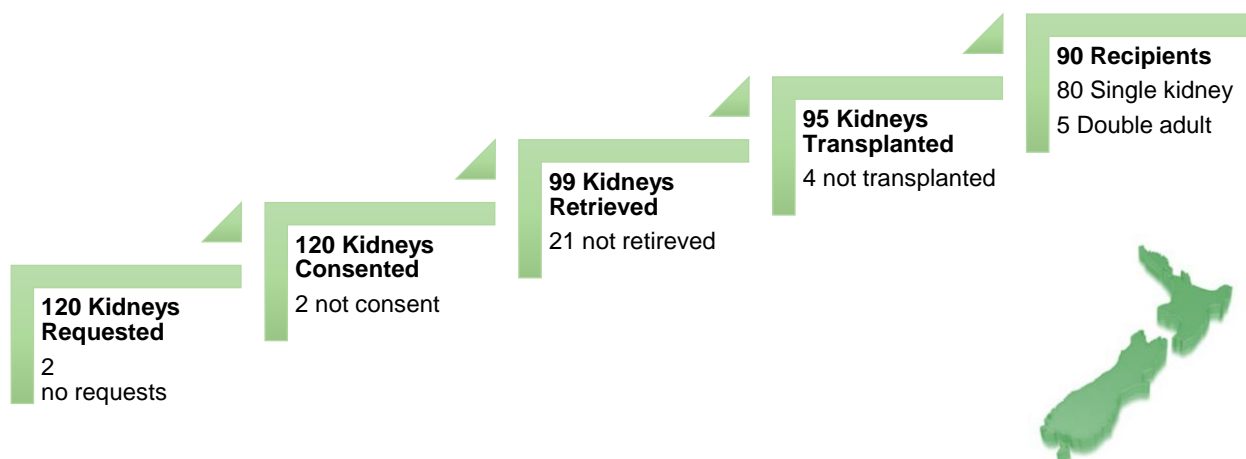 120 Kidneys
Requested
2
no requests
120 Kidneys
Consented
2 not consent
99 Kidneys
Retrieved
21 not retireved
95 Kidneys
Transplanted
4 not transplanted
90 Recipients
80 Single kidney
5 Double adult